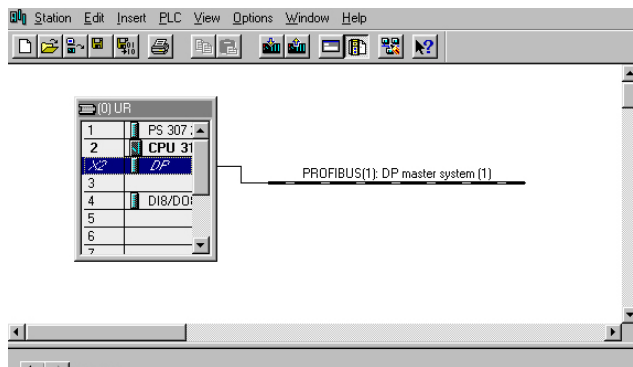 Station Edit Insert PLC View Options Window Help
(0) UR
1 PS 307
2 CPU 31
X2 DP
3
4 DI8/DO
5
6
7
PROFIBUS(1): DP master system (1)